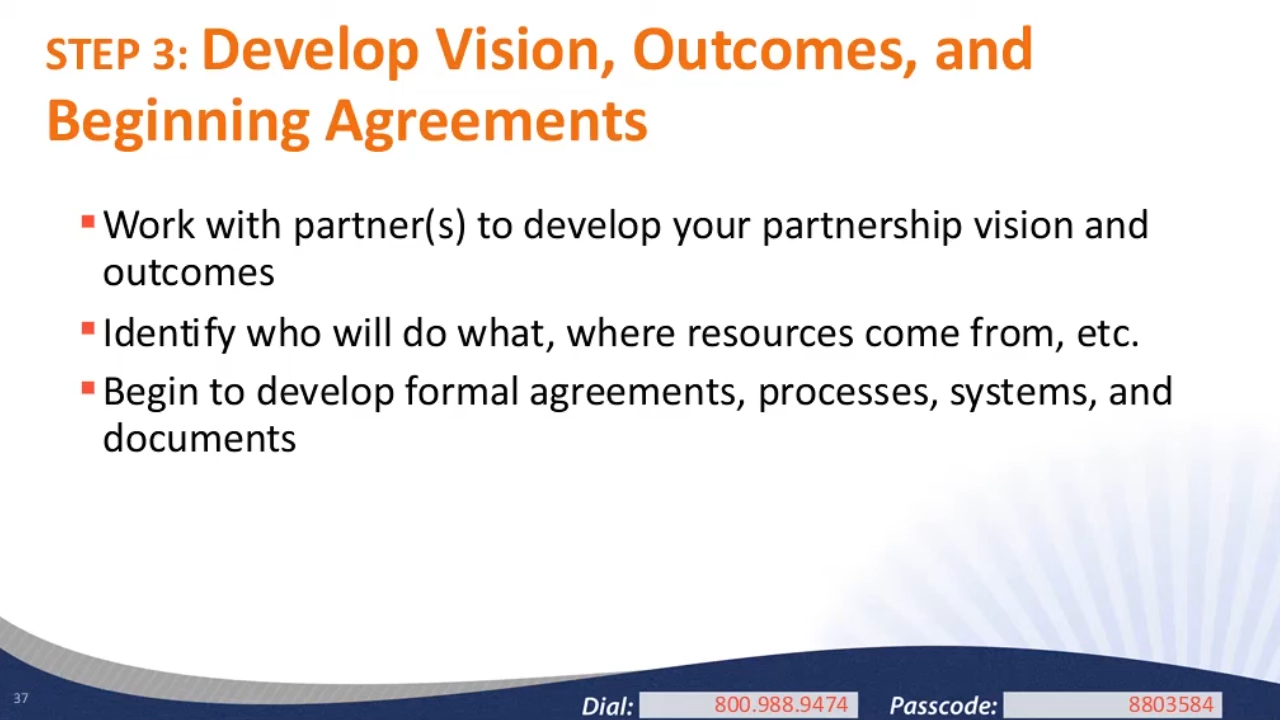 STEP 3: Develop Vision, Outcomes, and
Beginning Agreements
Work with partner(s) to develop your partnership vision and
outcomes
Identify who will do what, where resources come from, etc.
Begin to develop formal agreements, processes, systems, and
documents
37
Dial: 800.988.9474 Passcode: 8803584